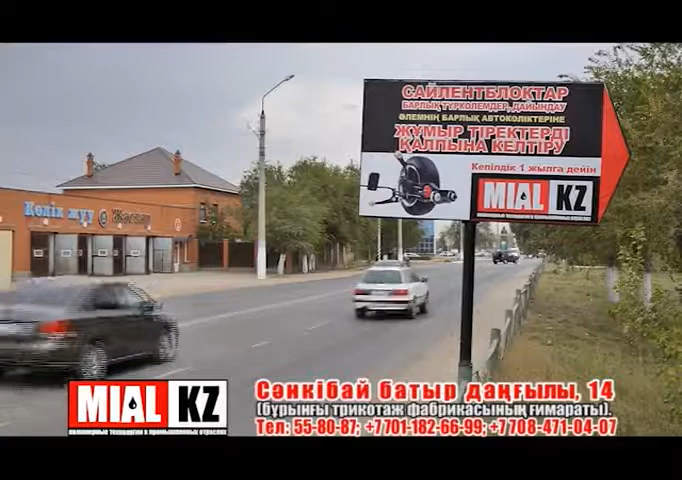 САЙЛЕНТБЛОКТАР
БАРЛЫҚ ТҮРКӨЛЕМДЕР, ДАЙЫНДАУ
ӘЛЕМНІҢ БАРЛЫҚ АВТОКӨЛІКТЕРІНЕ
ЖҰМЫР ТІРЕКТЕРДІ
ҚАЛПЫНА КЕЛТІРУ
Кепілдік 1 жылға дейін
MIAL KZ
Көлік жуу
MIAL KZ
Сәнкібай батыр даңғылы, 14
(бұрынғы трикотаж фабрикасының ғимараты).
Тел: 55-80-87; +7 701-182-66-99; +7 708-471-04-07